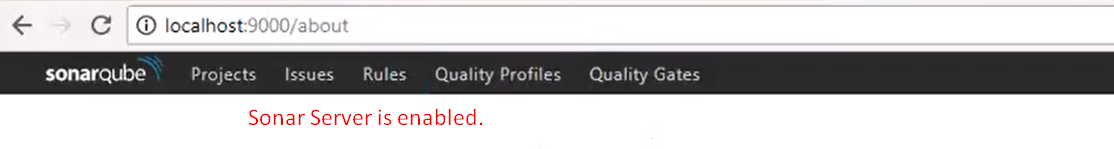 localhost:9000/about
sonarqube Projects Issues Rules Quality Profiles Quality Gates
Sonar Server is enabled.